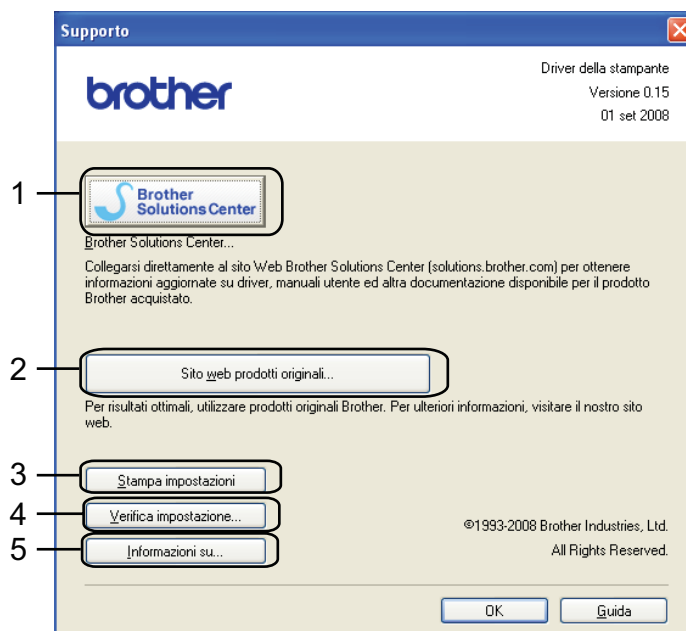 Supporto
brother
Driver della stampante
Versione 0.15
01 set 2008
1
Brother
Solutions Center
Brother Solutions Center...
Collegarsi direttamente al sito Web Brother Solutions Center (solutions.brother.com) per ottenere
informazioni aggiornate su driver, manuali utente ed altra documentazione disponibile per il prodotto
Brother acquistato.
2
Sito web prodotti originali...
Per risultati ottimali, utilizzare prodotti originali Brother. Per ulteriori informazioni, visitare il nostro sito
web.
3
Stampa impostazioni
4
Verifica impostazione...
5
Informazioni su...
©1993-2008 Brother Industries, Ltd.
All Rights Reserved.
OK
Guida